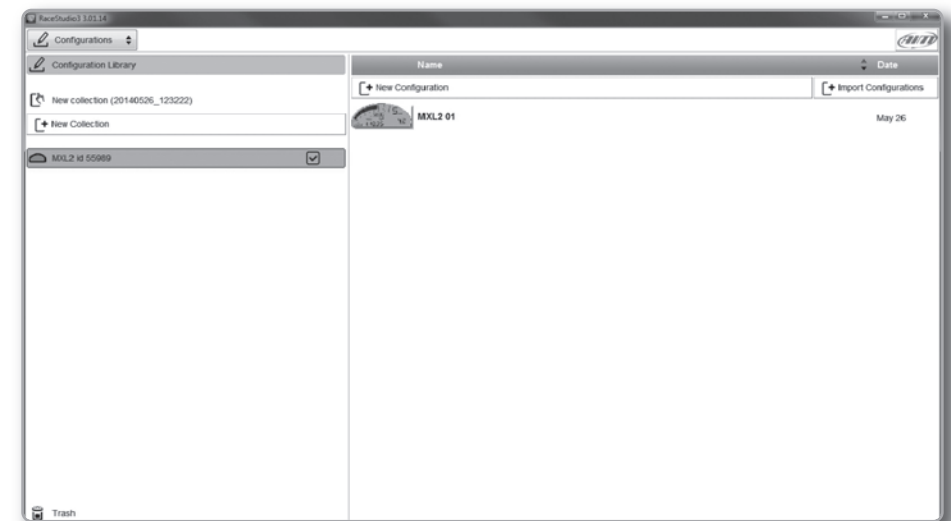 RaceStudio3 3.01.14
Configurations
AiM
Configuration Library
Name
Date
New collection (20140526_123222)
New Configuration
Import Configurations
New Collection
MXL2 01
May 26
MXL2 id 55989
Trash